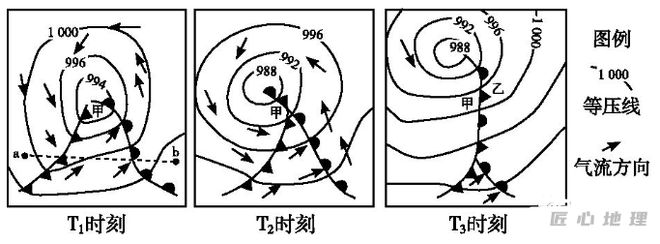 1 000
996
994
甲
a
b
T₁时刻
996
992
988
甲
T₂时刻
992
996
1 000
988
乙
甲
T₃时刻
图例
1 000
等压线
气流方向
匠心地理